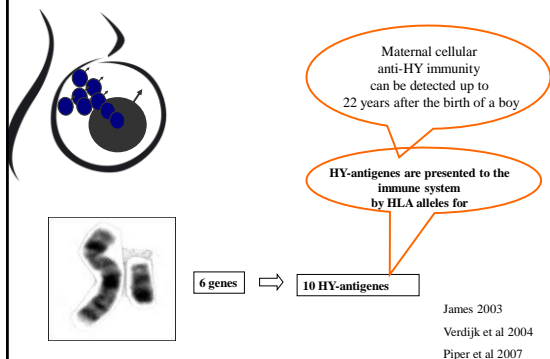 Maternal cellular
anti-HY immunity
can be detected up to
22 years after the birth of a boy
HY-antigenes are presented to the
immune system
by HLA alleles for
6 genes
10 HY-antigenes
James 2003
Verdijk et al 2004
Piper et al 2007